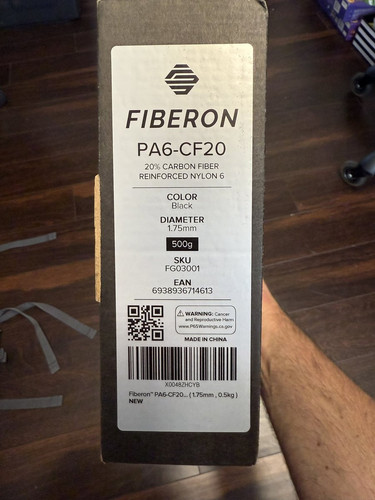 FIBERON
PA6-CF20
20% CARBON FIBER
REINFORCED NYLON 6
COLOR
Black
DIAMETER
1.75mm
500g
SKU
FG03001
EAN
6938936714613
WARNING: Cancer
and Reproductive Harm
www.P65Warnings.ca.gov
MADE IN CHINA
X0048ZHCYB
Fiberon™ PA6-CF20... ( 1.75mm , 0.5kg )
NEW